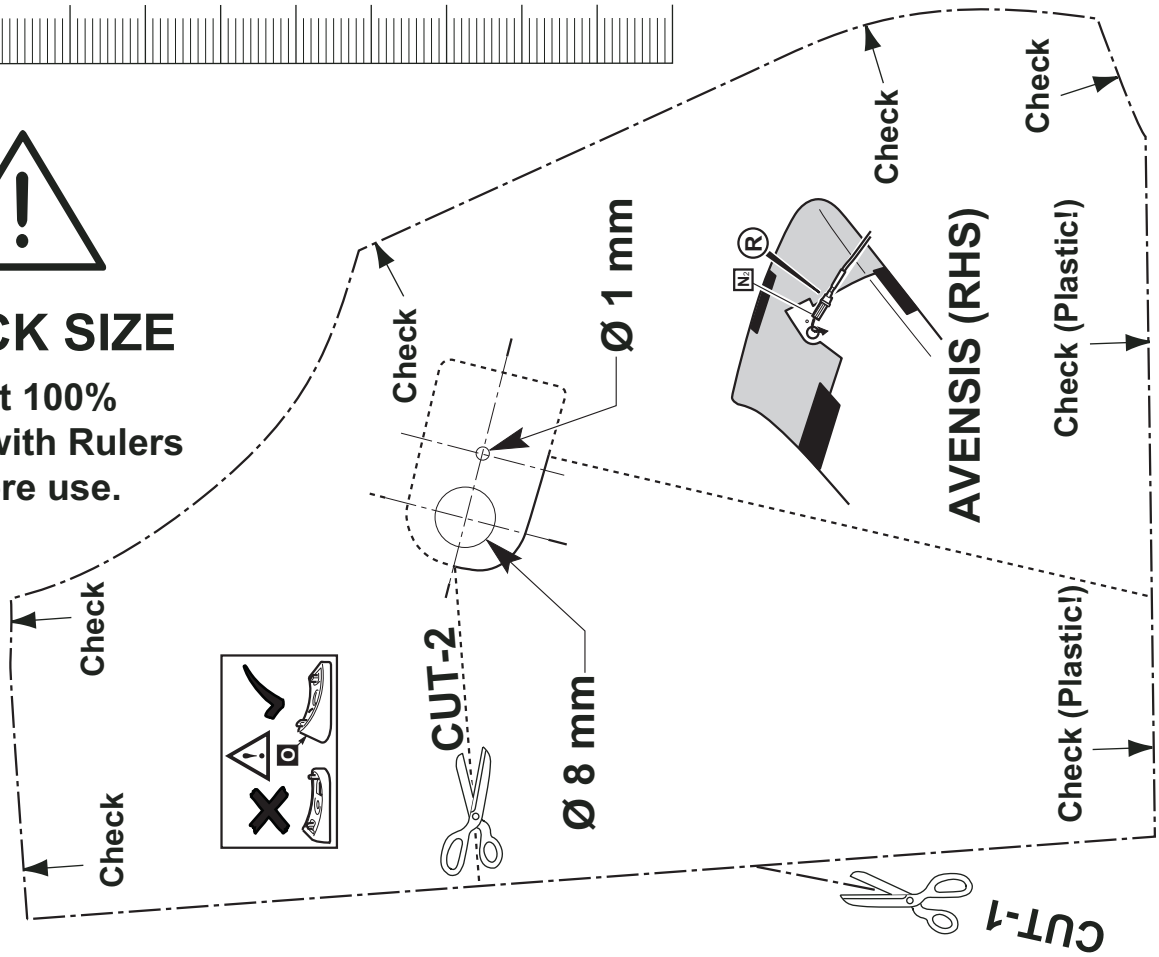 CK SIZE
t 100%
with Rulers
re use.
Check
Check
Check
Check
Check
Check (Plastic!)
Check (Plastic!)
Ø 1 mm
Ø 8 mm
CUT-2
CUT-1
AVENSIS (RHS)
R
N2
O